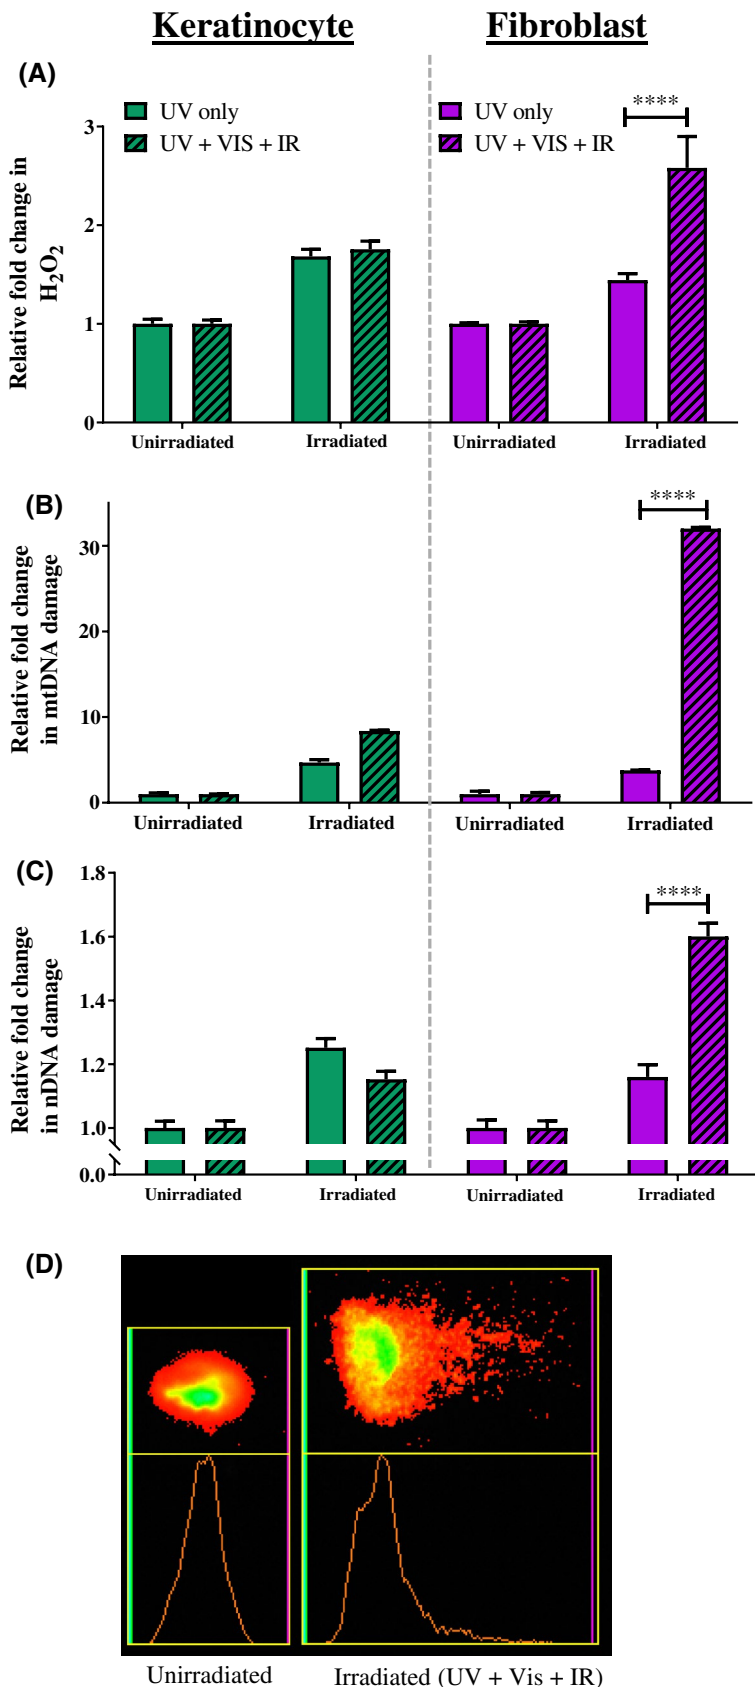 Keratinocyte
Fibroblast
(A)
UV only
UV + VIS + IR
UV only
UV + VIS + IR
****
Relative fold change in
H₂O₂
3
2
1
0
Unirradiated
Irradiated
Unirradiated
Irradiated
(B)
****
Relative fold change
in mtDNA damage
30
20
10
0
Unirradiated
Irradiated
Unirradiated
Irradiated
(C)
****
Relative fold change
in nDNA damage
1.8
1.6
1.4
1.2
1.0
0.0
Unirradiated
Irradiated
Unirradiated
Irradiated
(D)
Unirradiated
Irradiated (UV + Vis + IR)